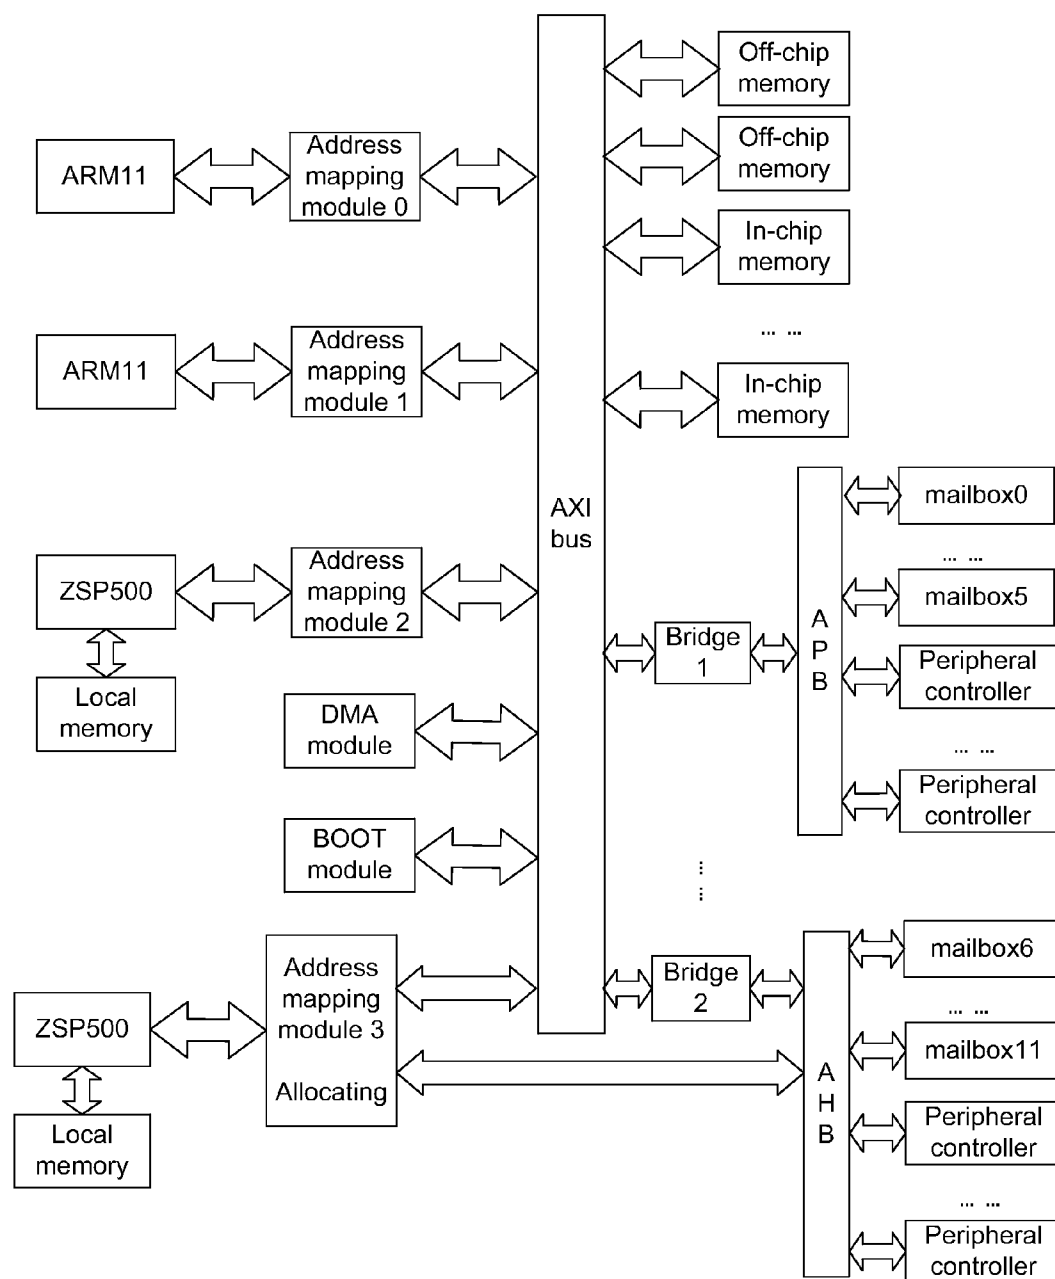 Off-chip
memory
Off-chip
memory
In-chip
memory
... ...
In-chip
memory
ARM11
Address
mapping
module 0
ARM11
Address
mapping
module 1
ZSP500
Address
mapping
module 2
Local
memory
DMA
module
BOOT
module
ZSP500
Address
mapping
module 3
Allocating
Local
memory
AXI
bus
Bridge
1
A
P
B
mailbox0
... ...
mailbox5
Peripheral
controller
... ...
Peripheral
controller
... ...
Bridge
2
A
H
B
mailbox6
... ...
mailbox11
Peripheral
controller
... ...
Peripheral
controller